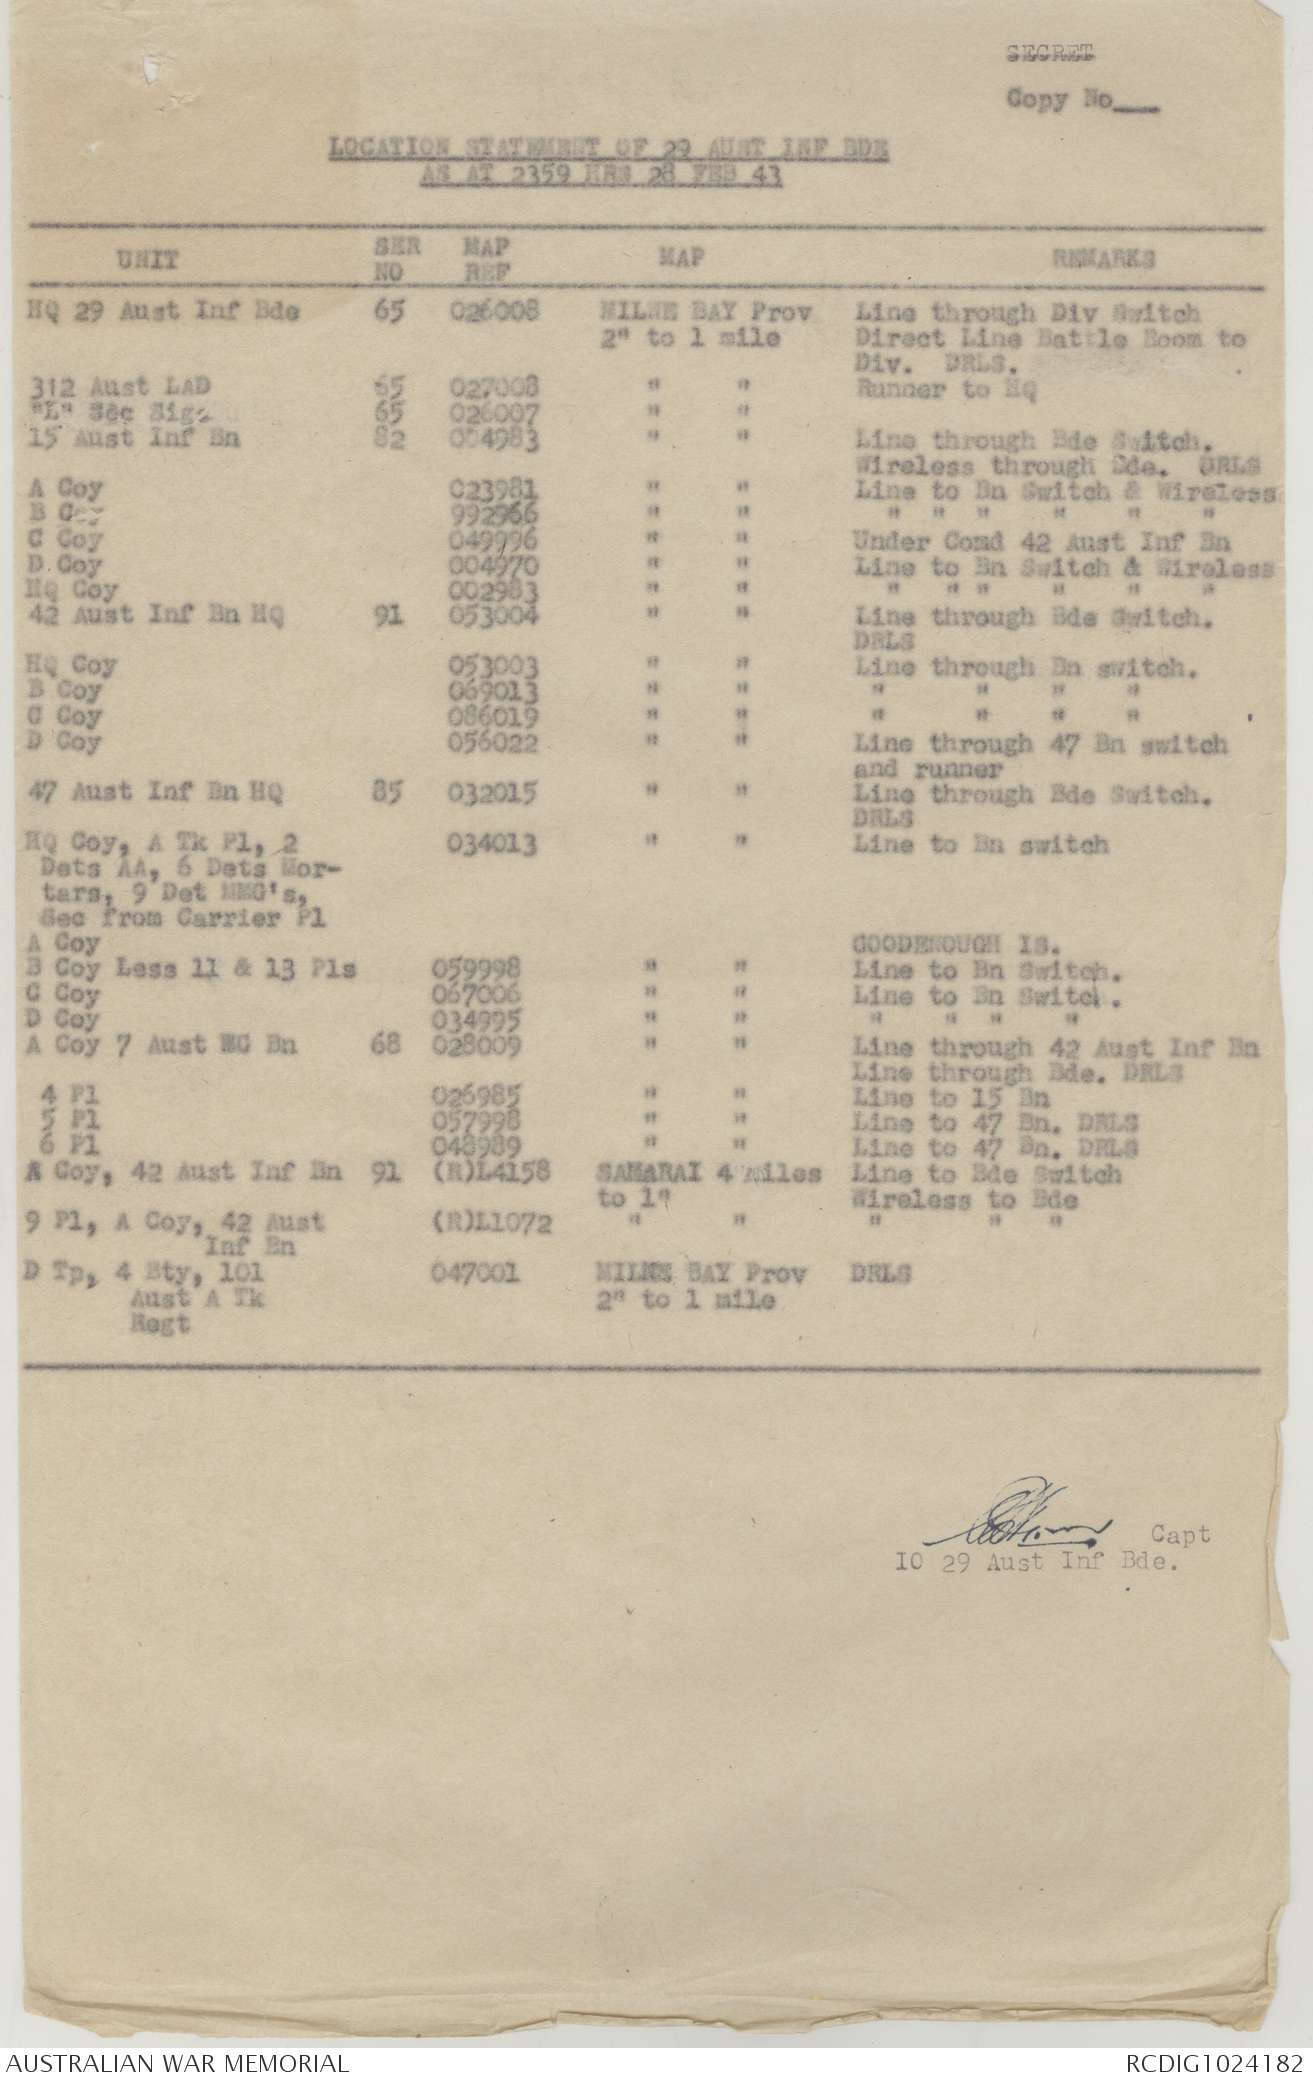 SECRET
Copy No___
LOCATION STATEMENT OF 29 AUST INF BDE
AS AT 2359 HRS 28 FEB 43
UNIT SER NO MAP REF MAP REMARKS
HQ 29 Aust Inf Bde 65 026008 MILNE BAY Prov Line through Div Switch
2" to 1 mile Direct Line Battle Room to
Div. DRLS.
312 Aust LAD 65 027008 " " Runner to HQ
"L" Sec Sigs 65 026007 " "
15 Aust Inf Bn 82 004983 " " Line through Bde Switch.
Wireless through Bde. DRLS
A Coy 023981 " " Line to Bn Switch & Wireless
B Coy 992966 " " " " " " " "
C Coy 049996 " " Under Comd 42 Aust Inf Bn
D Coy 004970 " " Line to Bn Switch & Wireless
HQ Coy 002983 " " " " " " " "
42 Aust Inf Bn HQ 91 053004 " " Line through Bde Switch.
DRLS
HQ Coy 053003 " " Line through Bn switch.
B Coy 069013 " " " " " "
C Coy 086019 " " " " " "
D Coy 056022 " " Line through 47 Bn switch
and runner
47 Aust Inf Bn HQ 85 032015 " " Line through Bde Switch.
DRLS
HQ Coy, A Tk Pl, 2 034013 " " Line to Bn switch
Dets AA, 6 Dets Mor-
tars, 9 Det MMG's,
Sec from Carrier Pl
A Coy GOODENOUGH IS.
B Coy Less 11 & 13 Pls 059998 " " Line to Bn Switch.
C Coy 067006 " " Line to Bn Switch.
D Coy 034995 " " " " " "
A Coy 7 Aust MG Bn 68 028009 " " Line through 42 Aust Inf Bn
Line through Bde. DRLS
4 Pl 026985 " " Line to 15 Bn
5 Pl 057998 " " Line to 47 Bn. DRLS
6 Pl 048989 " " Line to 47 Bn. DRLS
A Coy, 42 Aust Inf Bn 91 (R)L4158 SAMARAI 4 Miles Line to Bde Switch
to 1" Wireless to Bde
9 Pl, A Coy, 42 Aust (R)L1072 " " " " "
Inf Bn
D Tp, 4 Bty, 101 047001 MILNE BAY Prov DRLS
Aust A Tk 2" to 1 mile
Regt
Capt
IO 29 Aust Inf Bde.
AUSTRALIAN WAR MEMORIAL RCDIG1024182